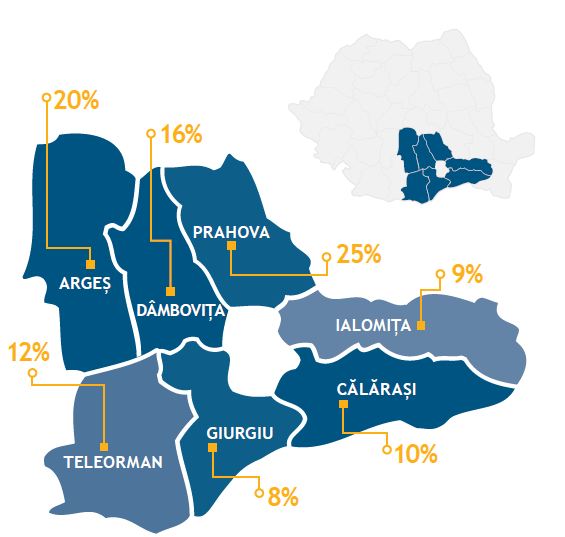 20%
16%
PRAHOVA
25%
9%
ARGEȘ
DÂMBOVIȚA
IALOMIȚA
12%
CĂLĂRAȘI
GIURGIU
10%
TELEORMAN
8%